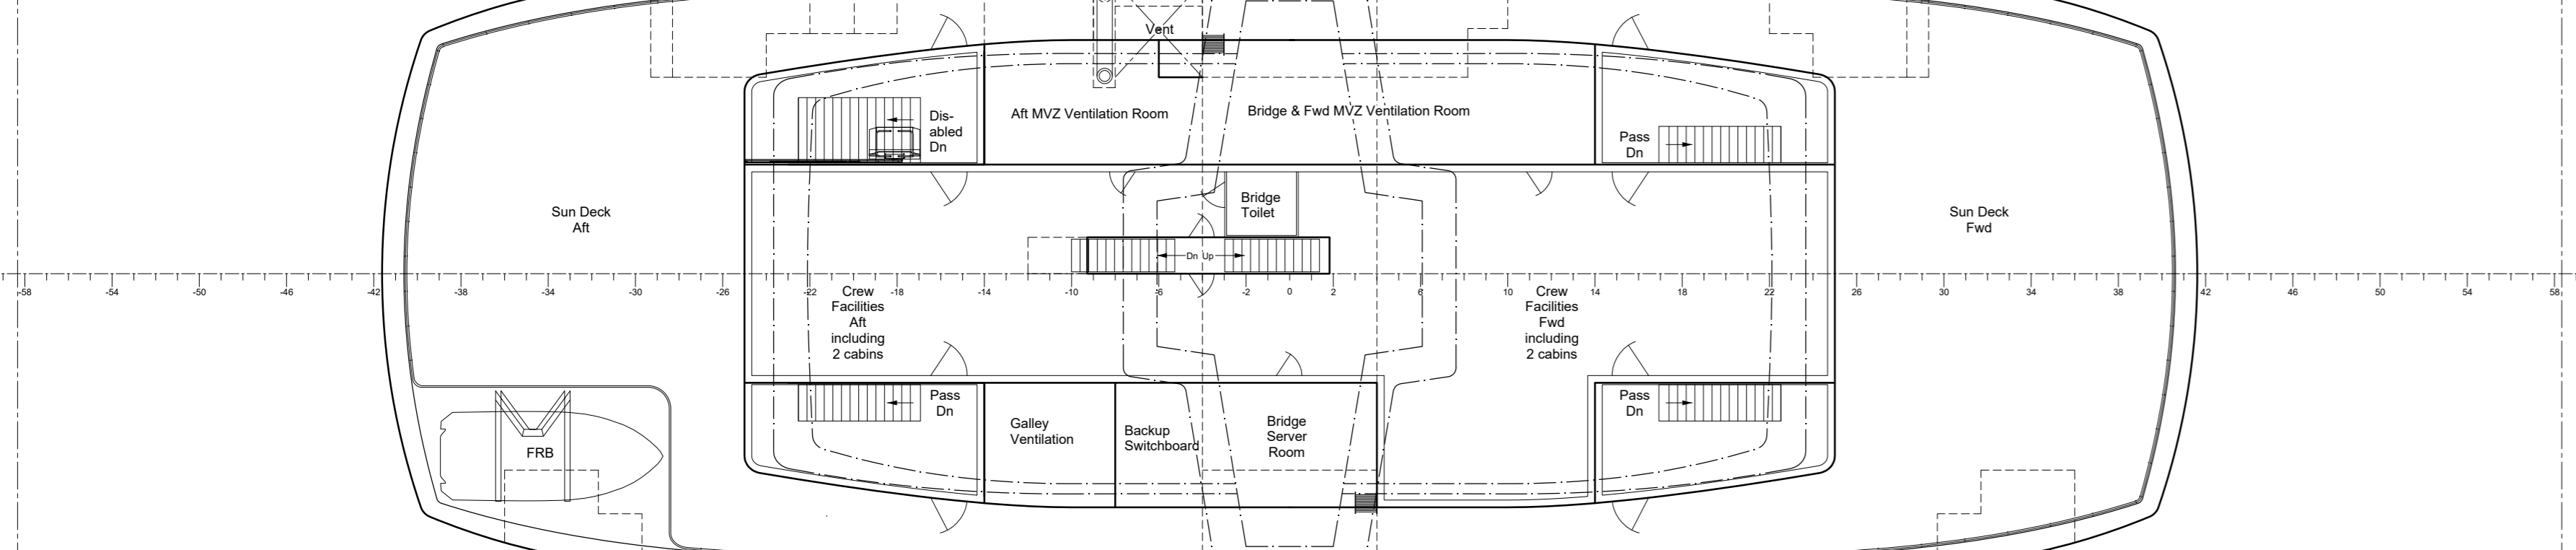 Vent
Dis-
abled
Dn
Aft MVZ Ventilation Room
Bridge & Fwd MVZ Ventilation Room
Pass
Dn
Sun Deck
Aft
Bridge
Toilet
Sun Deck
Fwd
Dn Up
-58 -54 -50 -46 -42 -38 -34 -30 -26 -22 -18 -14 -10 -6 -2 0 2 6 10 14 18 22 26 30 34 38 42 46 50 54 58
Crew
Facilities
Aft
including
2 cabins
Crew
Facilities
Fwd
including
2 cabins
Pass
Dn
Pass
Dn
Galley
Ventilation
Backup
Switchboard
Bridge
Server
Room
FRB